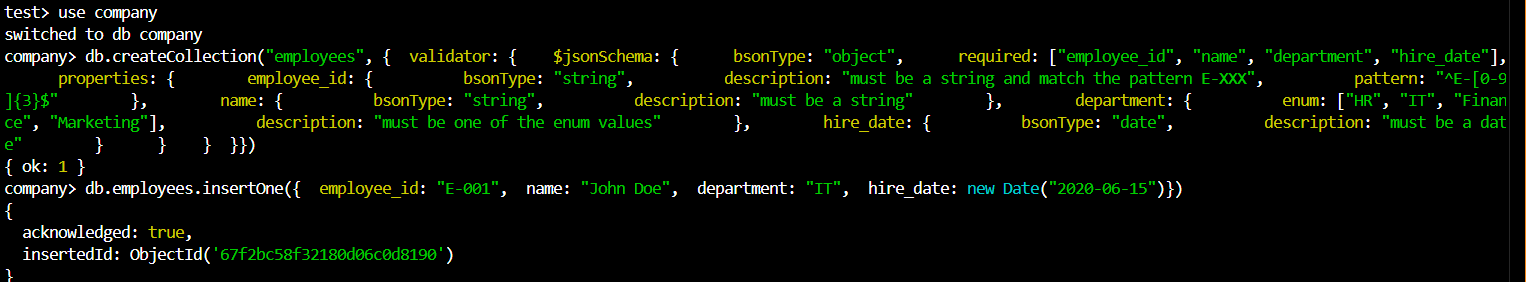 test> use company
switched to db company
company> db.createCollection("employees", {  validator: {    $jsonSchema: {      bsonType: "object",      required: ["employee_id", "name", "department", "hire_date"],
      properties: {        employee_id: {          bsonType: "string",          description: "must be a string and match the pattern E-XXX",          pattern: "^E-[0-9
]{3}$"        },        name: {          bsonType: "string",          description: "must be a string"        },        department: {          enum: ["HR", "IT", "Finan
ce", "Marketing"],          description: "must be one of the enum values"        },        hire_date: {          bsonType: "date",          description: "must be a dat
e"        }      }    }  }})
{ ok: 1 }
company> db.employees.insertOne({  employee_id: "E-001",  name: "John Doe",  department: "IT",  hire_date: new Date("2020-06-15")})
{
  acknowledged: true,
  insertedId: ObjectId('67f2bc58f32180d06c0d8190')
}